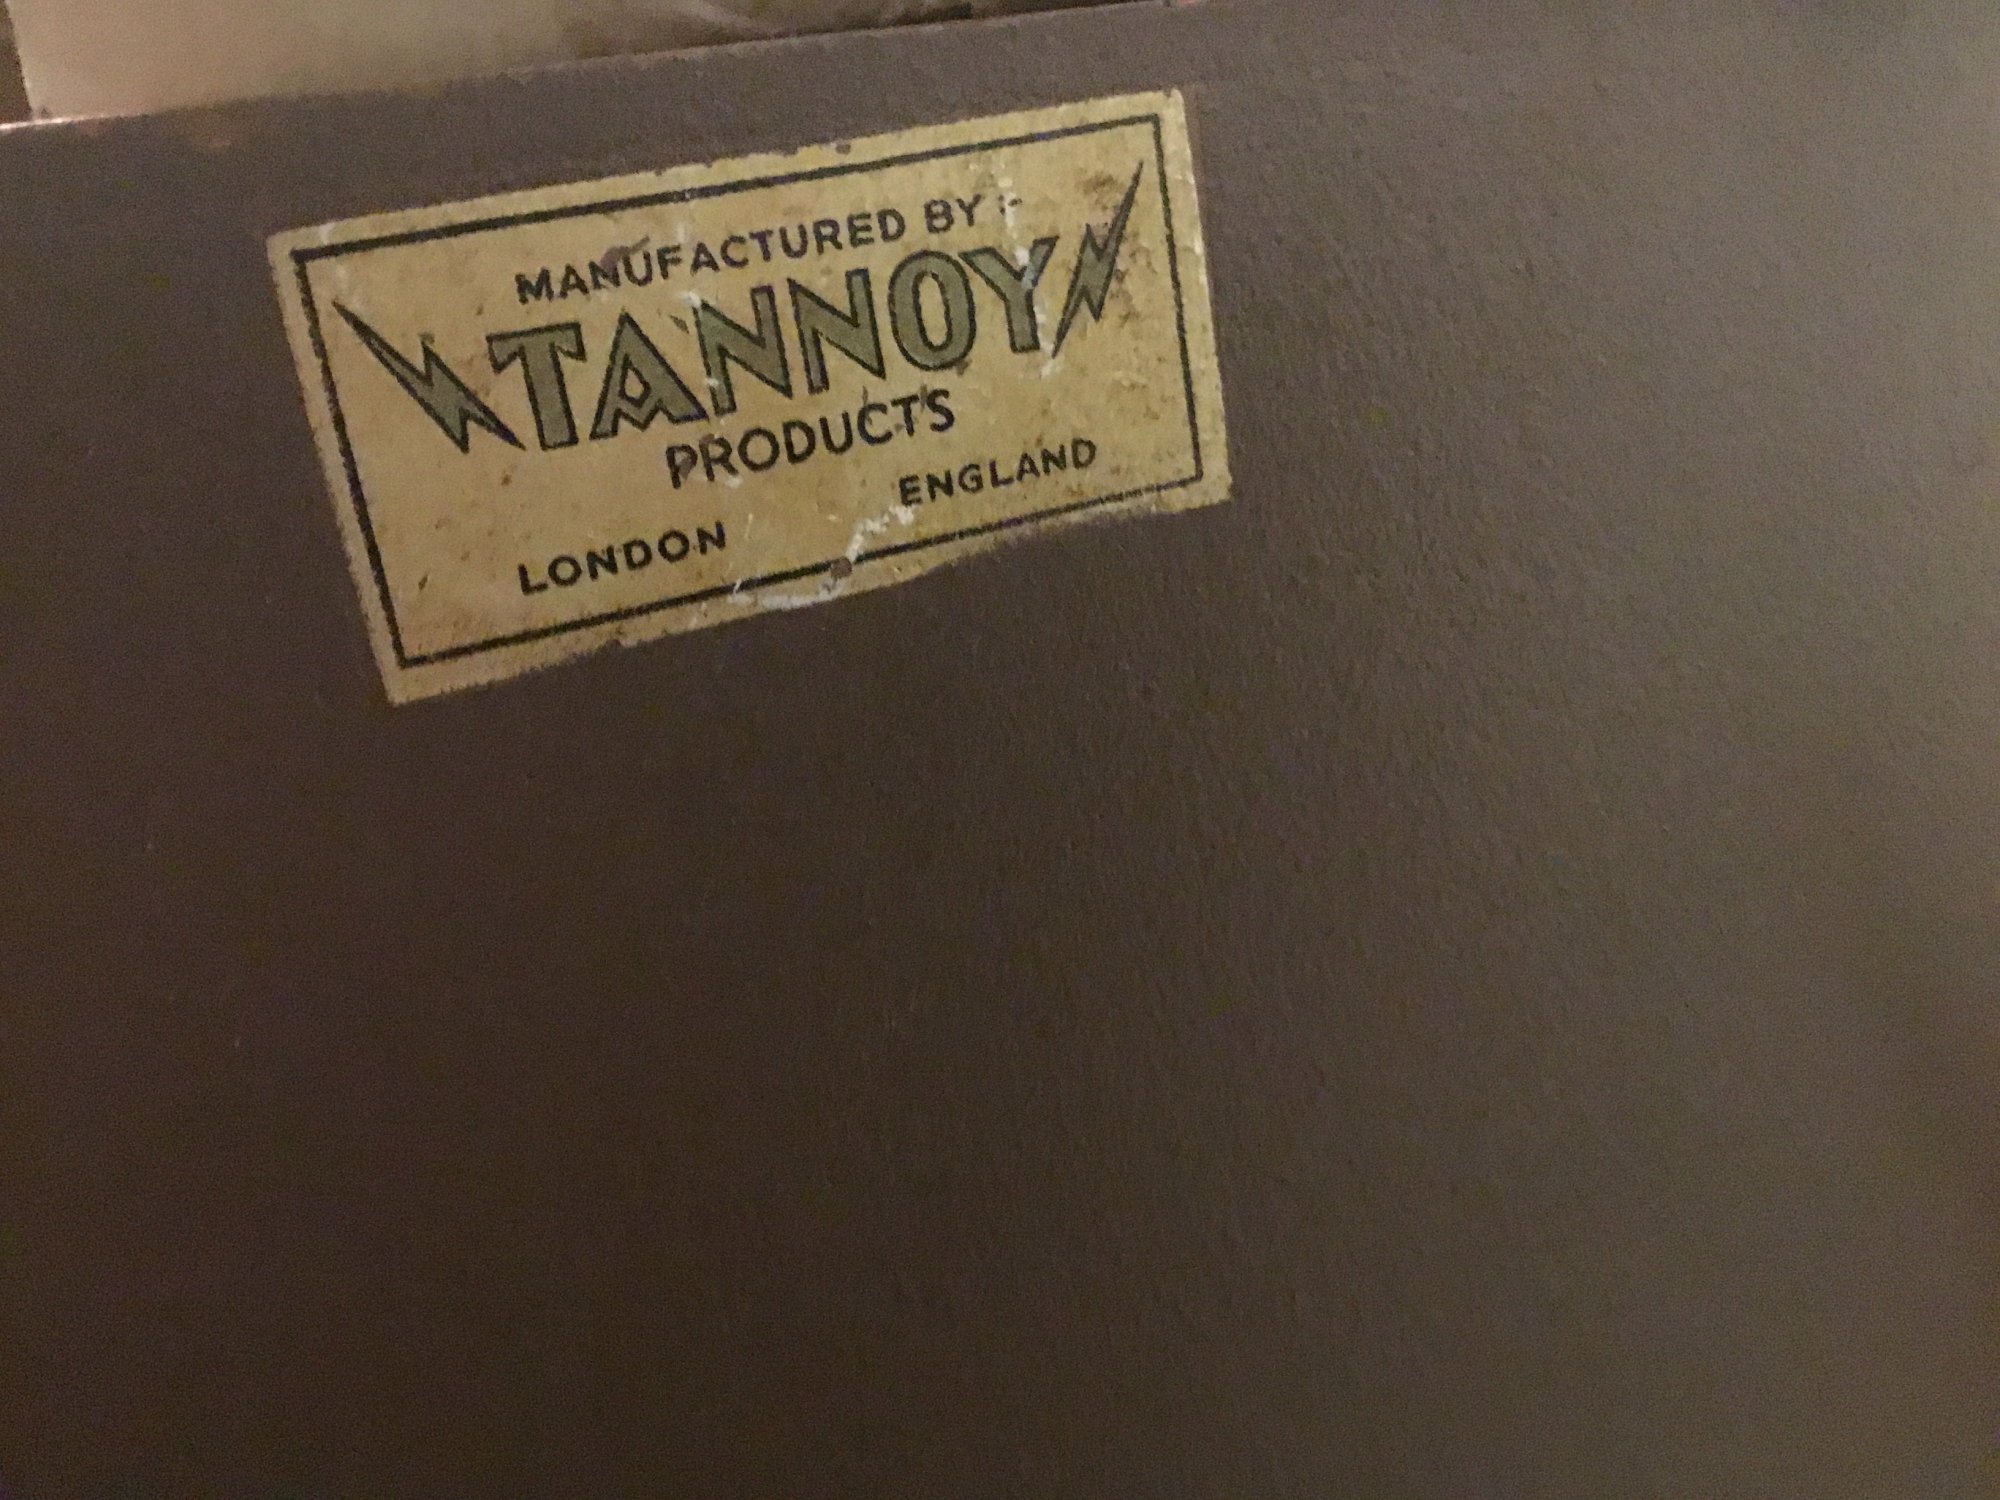 MANUFACTURED BY :-
TANNOY
PRODUCTS
LONDON ENGLAND